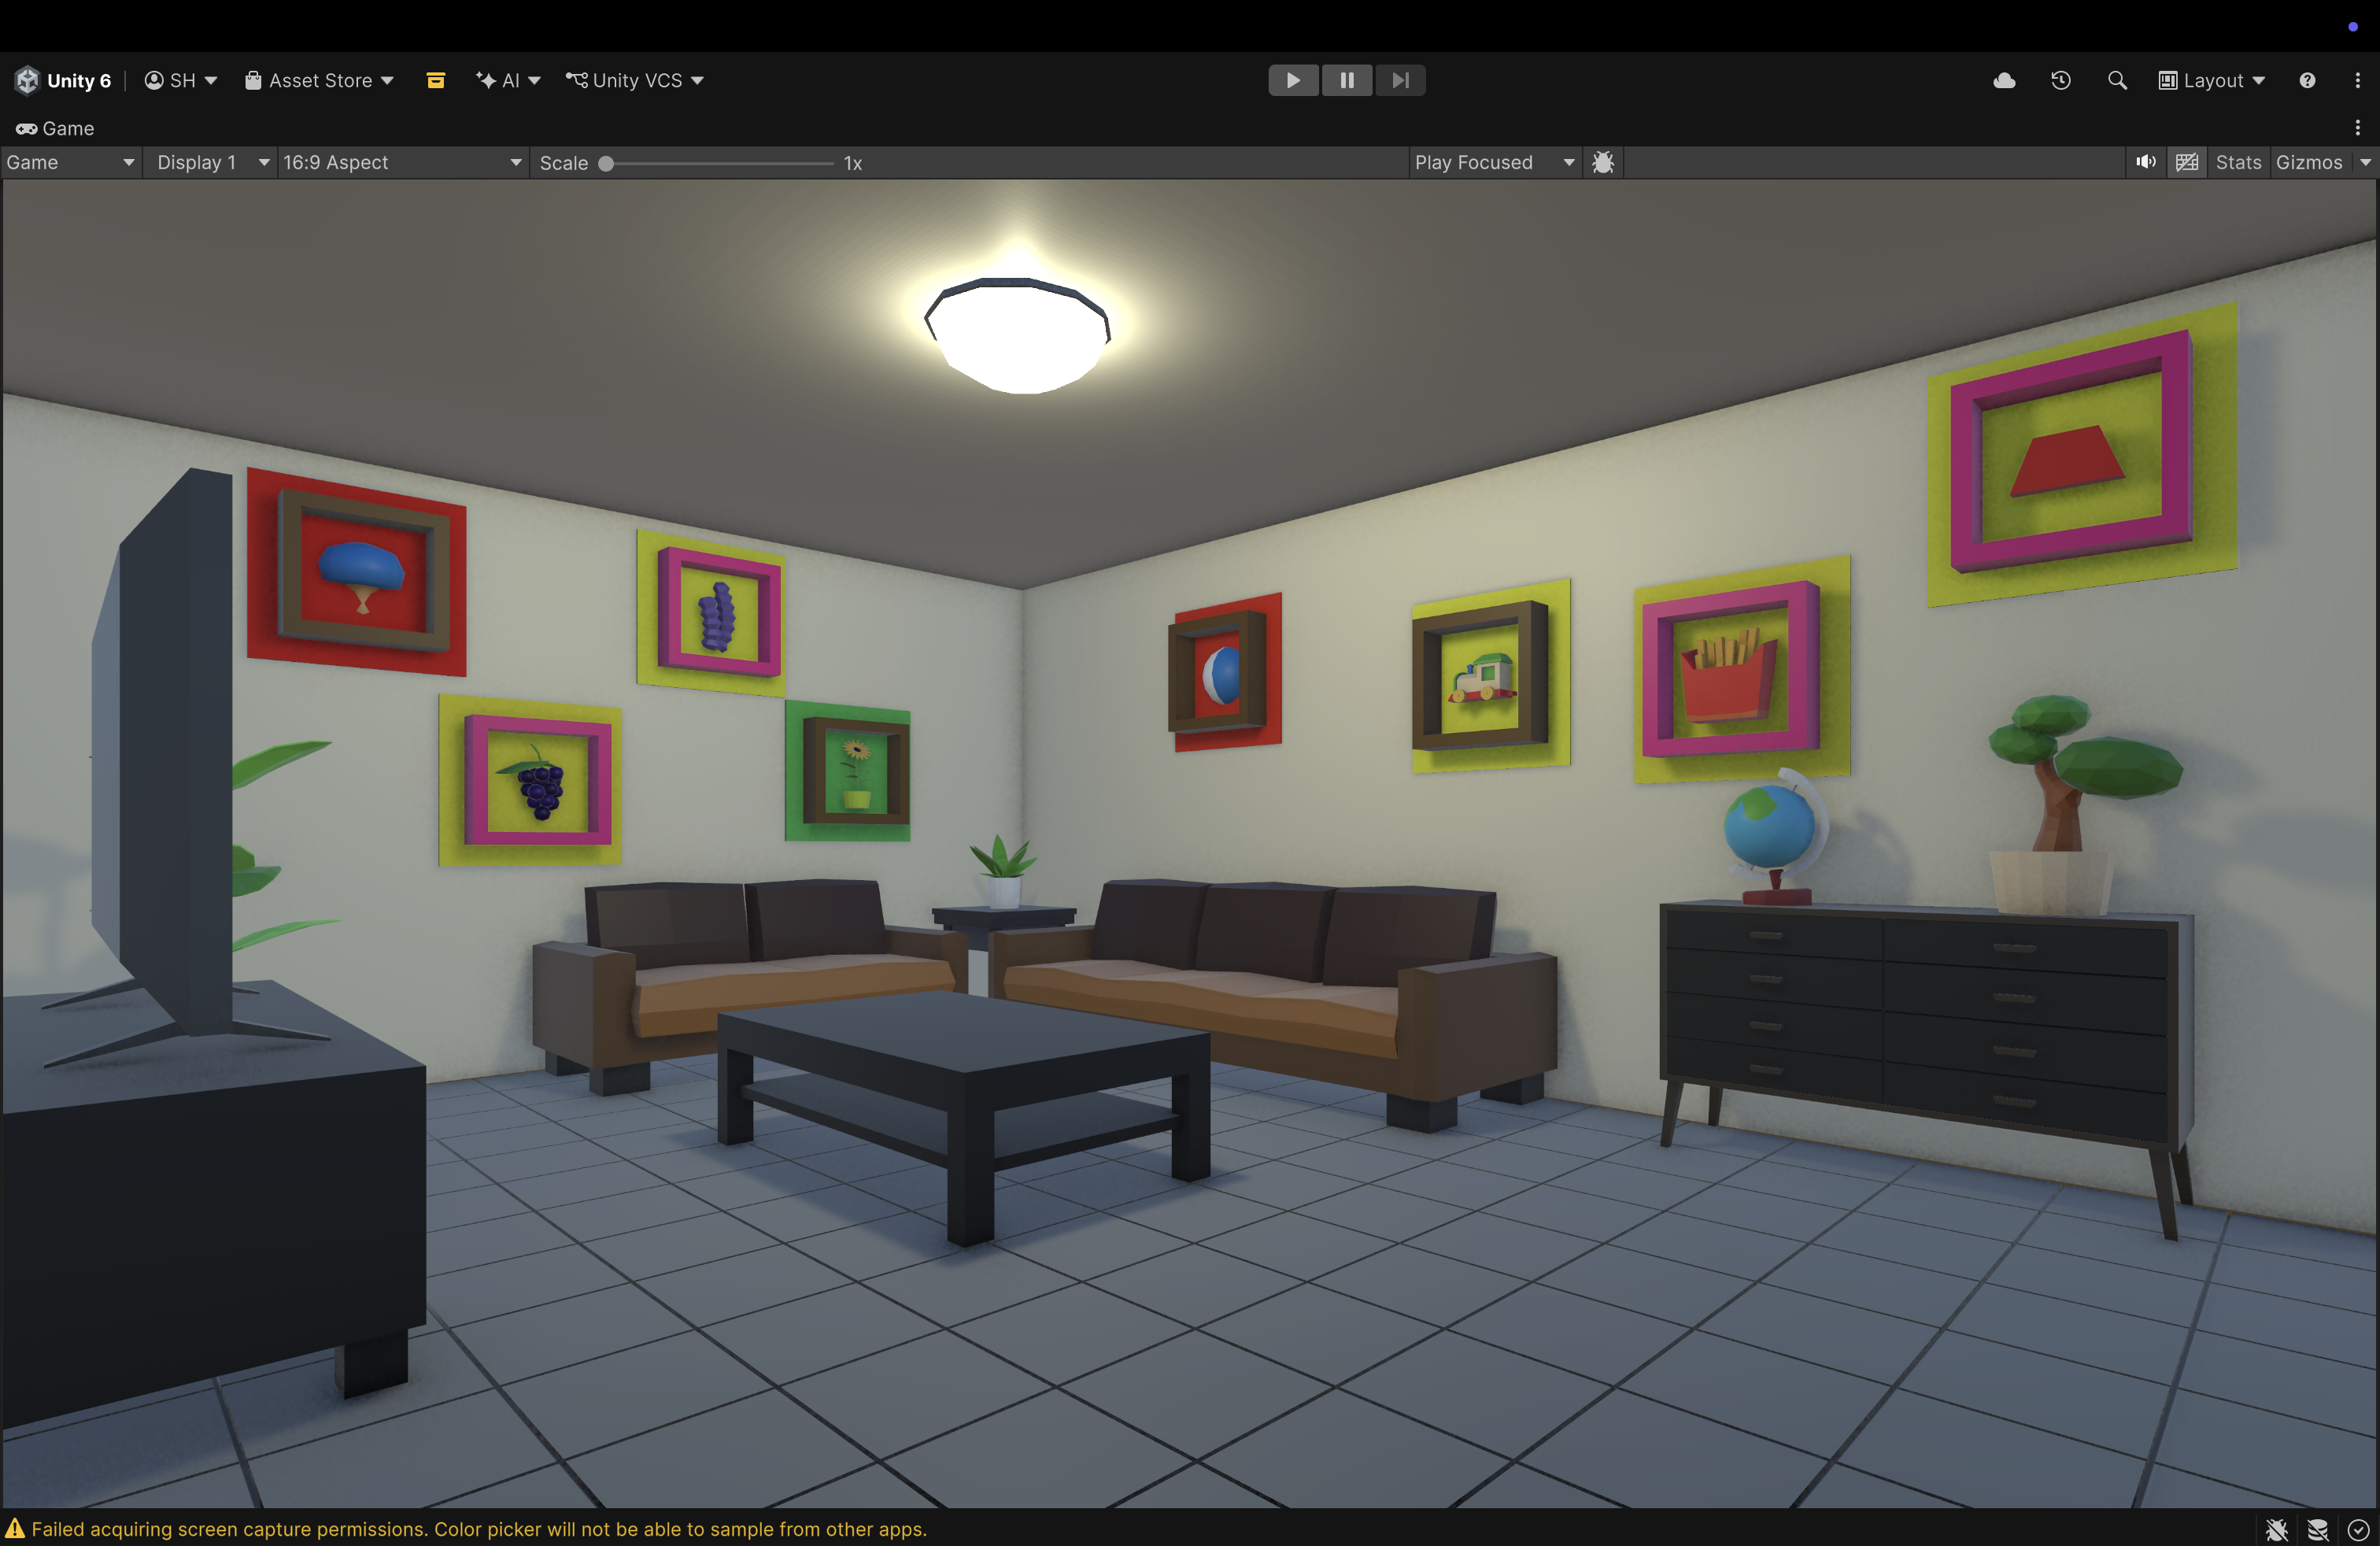 Unity 6 SH Asset Store AI Unity VCS Layout
Game
Game Display 1 16:9 Aspect Scale 1x Play Focused Stats Gizmos
Failed acquiring screen capture permissions. Color picker will not be able to sample from other apps.